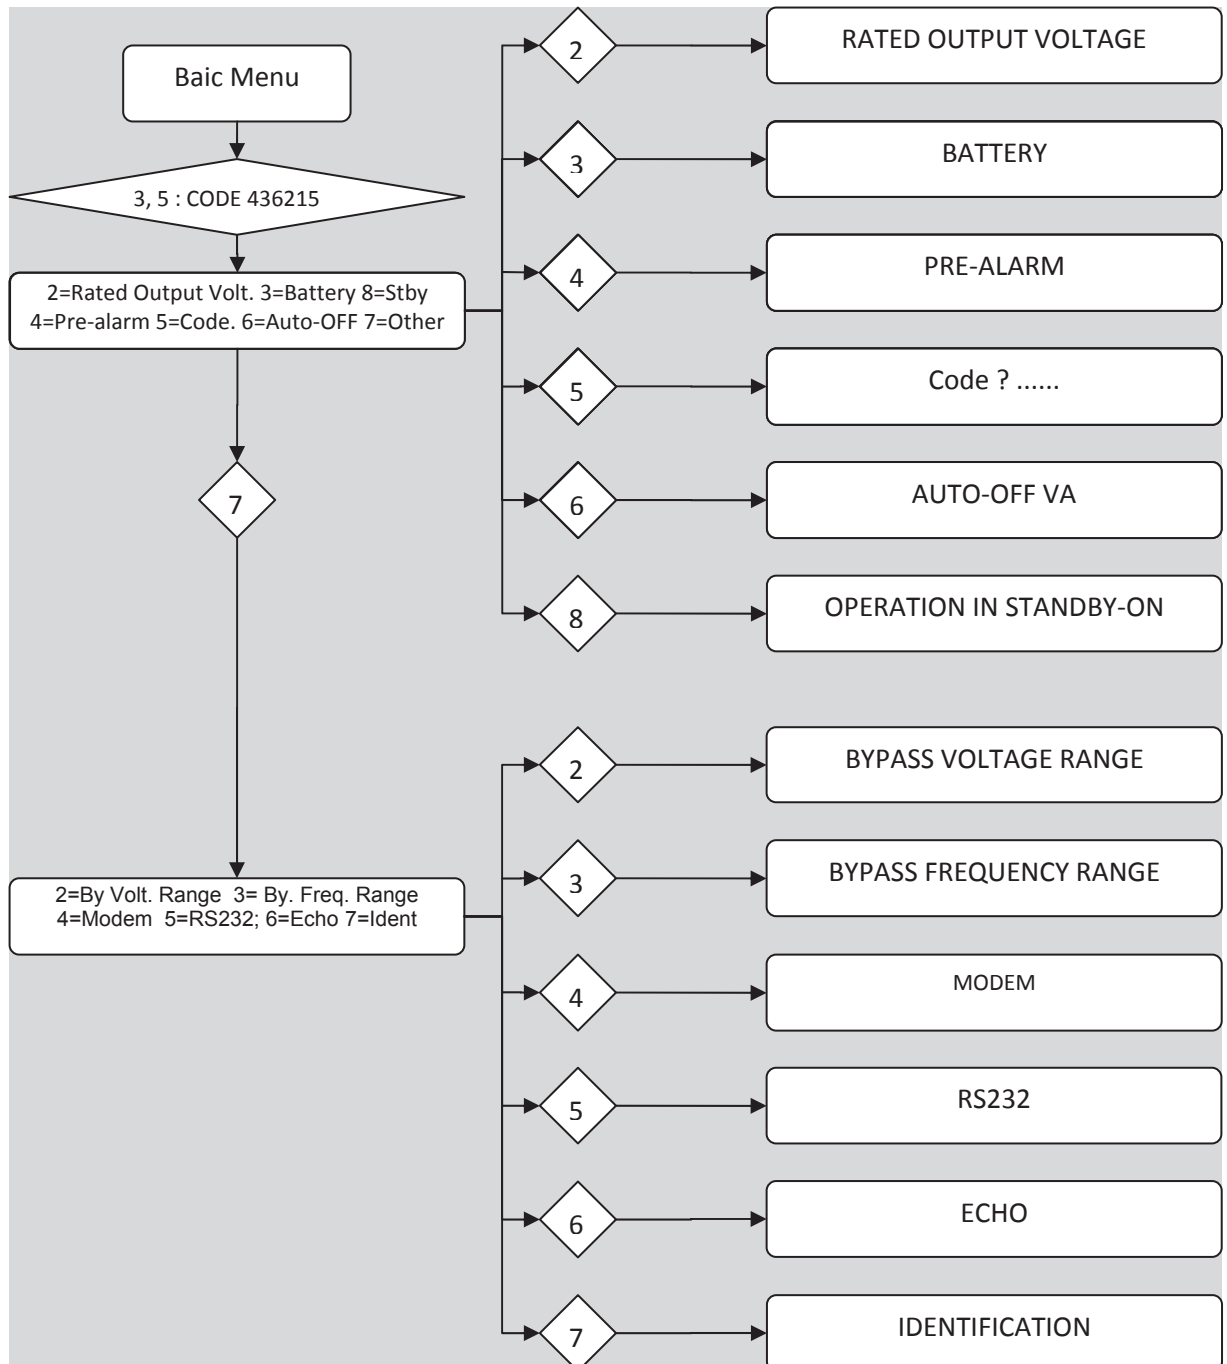 Baic Menu
3, 5 : CODE 436215
2=Rated Output Volt. 3=Battery 8=Stby
4=Pre-alarm 5=Code. 6=Auto-OFF 7=Other
2
RATED OUTPUT VOLTAGE
3
BATTERY
4
PRE-ALARM
5
Code ? ......
6
AUTO-OFF VA
8
OPERATION IN STANDBY-ON
7
2=By Volt. Range 3= By. Freq. Range
4=Modem 5=RS232; 6=Echo 7=Ident
2
BYPASS VOLTAGE RANGE
3
BYPASS FREQUENCY RANGE
4
MODEM
5
RS232
6
ECHO
7
IDENTIFICATION